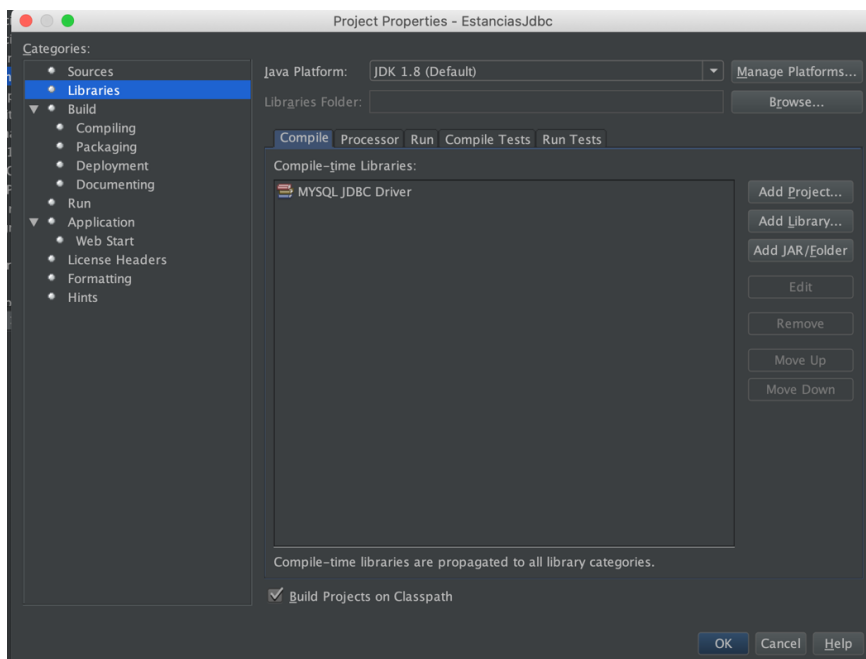 Project Properties - EstanciasJdbc
Categories:
Sources
Libraries
Build
Compiling
Packaging
Deployment
Documenting
Run
Application
Web Start
License Headers
Formatting
Hints
Java Platform: JDK 1.8 (Default) Manage Platforms...
Libraries Folder: Browse...
Compile Processor Run Compile Tests Run Tests
Compile-time Libraries:
MYSQL JDBC Driver
Add Project...
Add Library...
Add JAR/Folder
Edit
Remove
Move Up
Move Down
Compile-time libraries are propagated to all library categories.
Build Projects on Classpath
OK Cancel Help